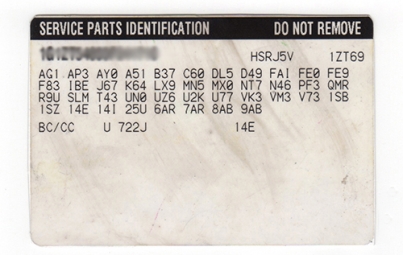 SERVICE PARTS IDENTIFICATION DO NOT REMOVE
HSRJ5V 1ZT69
AG1 AP3 AY0 A51 B37 C60 DL5 D49 FAI FE0 FE9
F83 IBE J67 K64 LX9 MN5 MX0 NT7 N46 PF3 QMR
R9U SLM T43 UN0 UZ6 U2K U77 VK3 VM3 V73 1SB
1SZ 14E 14I 25U 6AR 7AR 8AB 9AB
BC/CC U 722J 14E